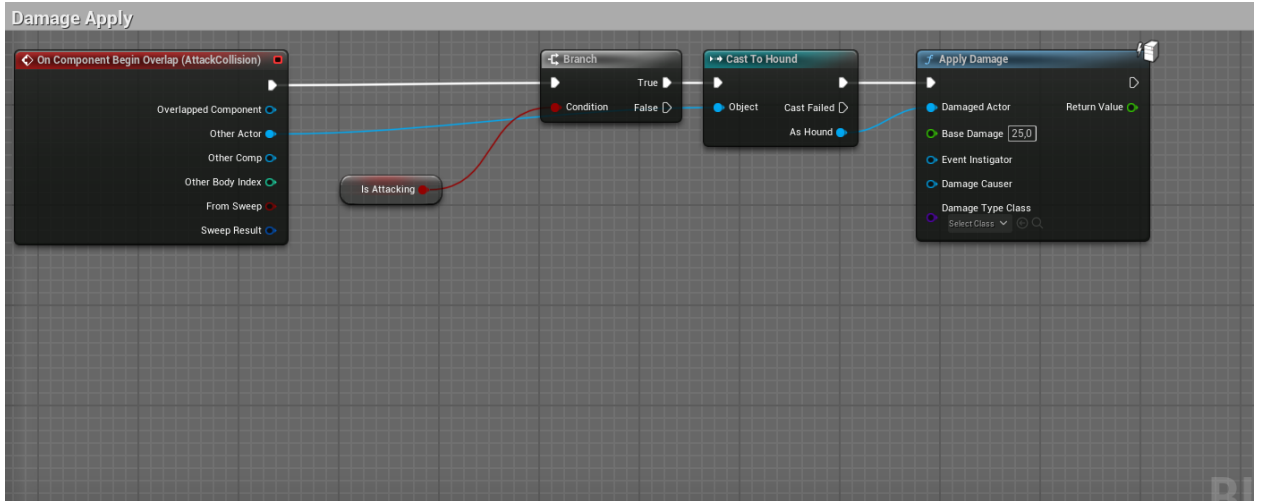 Damage Apply
On Component Begin Overlap (AttackCollision)
Overlapped Component
Other Actor
Other Comp
Other Body Index
From Sweep
Sweep Result
Is Attacking
Branch
True
Condition
False
Cast To Hound
Object
Cast Failed
As Hound
Apply Damage
Damaged Actor
Return Value
Base Damage 25,0
Event Instigator
Damage Causer
Damage Type Class
Select Class